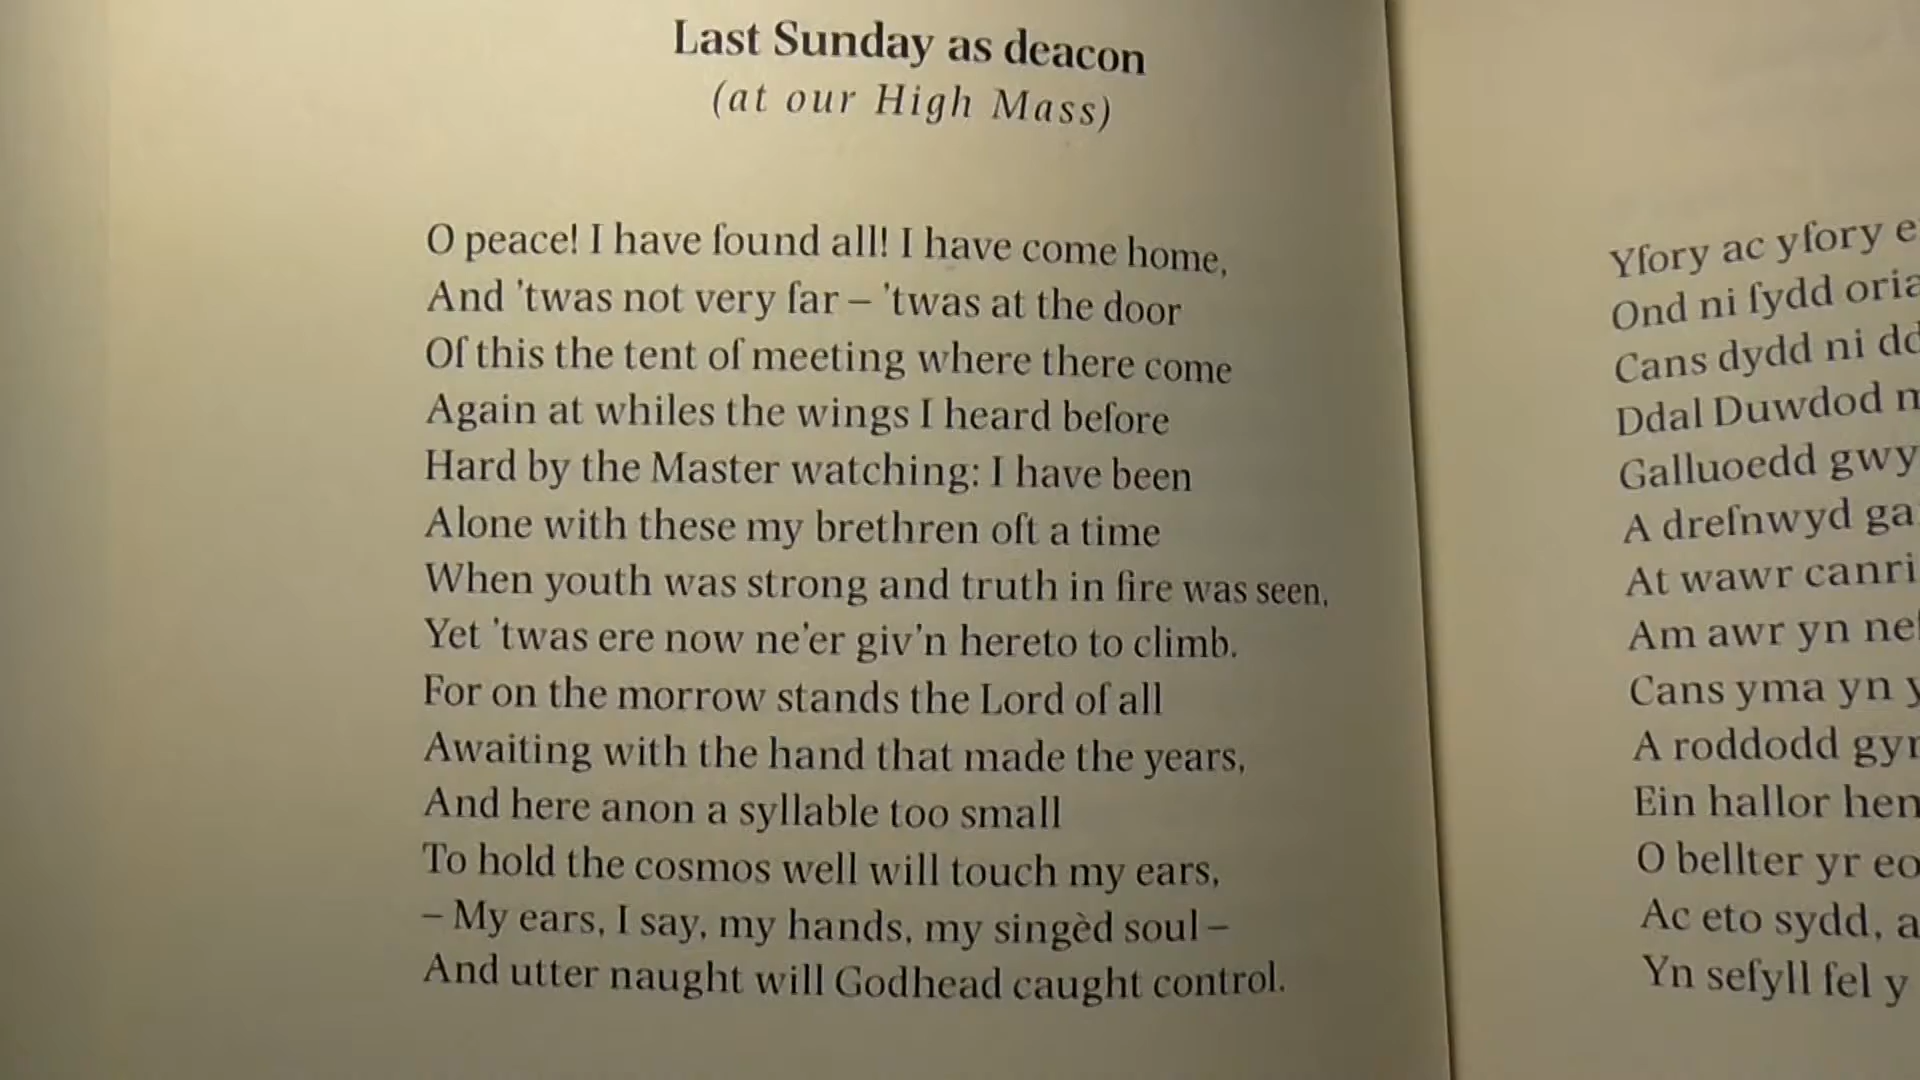 Last Sunday as deacon
(at our High Mass)
O peace! I have found all! I have come home,
And 'twas not very far – 'twas at the door
Of this the tent of meeting where there come
Again at whiles the wings I heard before
Hard by the Master watching: I have been
Alone with these my brethren oft a time
When youth was strong and truth in fire was seen,
Yet 'twas ere now ne'er giv'n hereto to climb.
For on the morrow stands the Lord of all
Awaiting with the hand that made the years,
And here anon a syllable too small
To hold the cosmos well will touch my ears,
– My ears, I say, my hands, my singèd soul –
And utter naught will Godhead caught control.
Yfory ac yfory
Ond ni fydd
Cans dydd ni
Ddal Duwdod
Galluoedd
A drefnwyd
At wawr
Am awr yn
Cans yma yn
A roddodd
Ein hallor
O bellter yr
Ac eto sydd,
Yn sefyll fel y